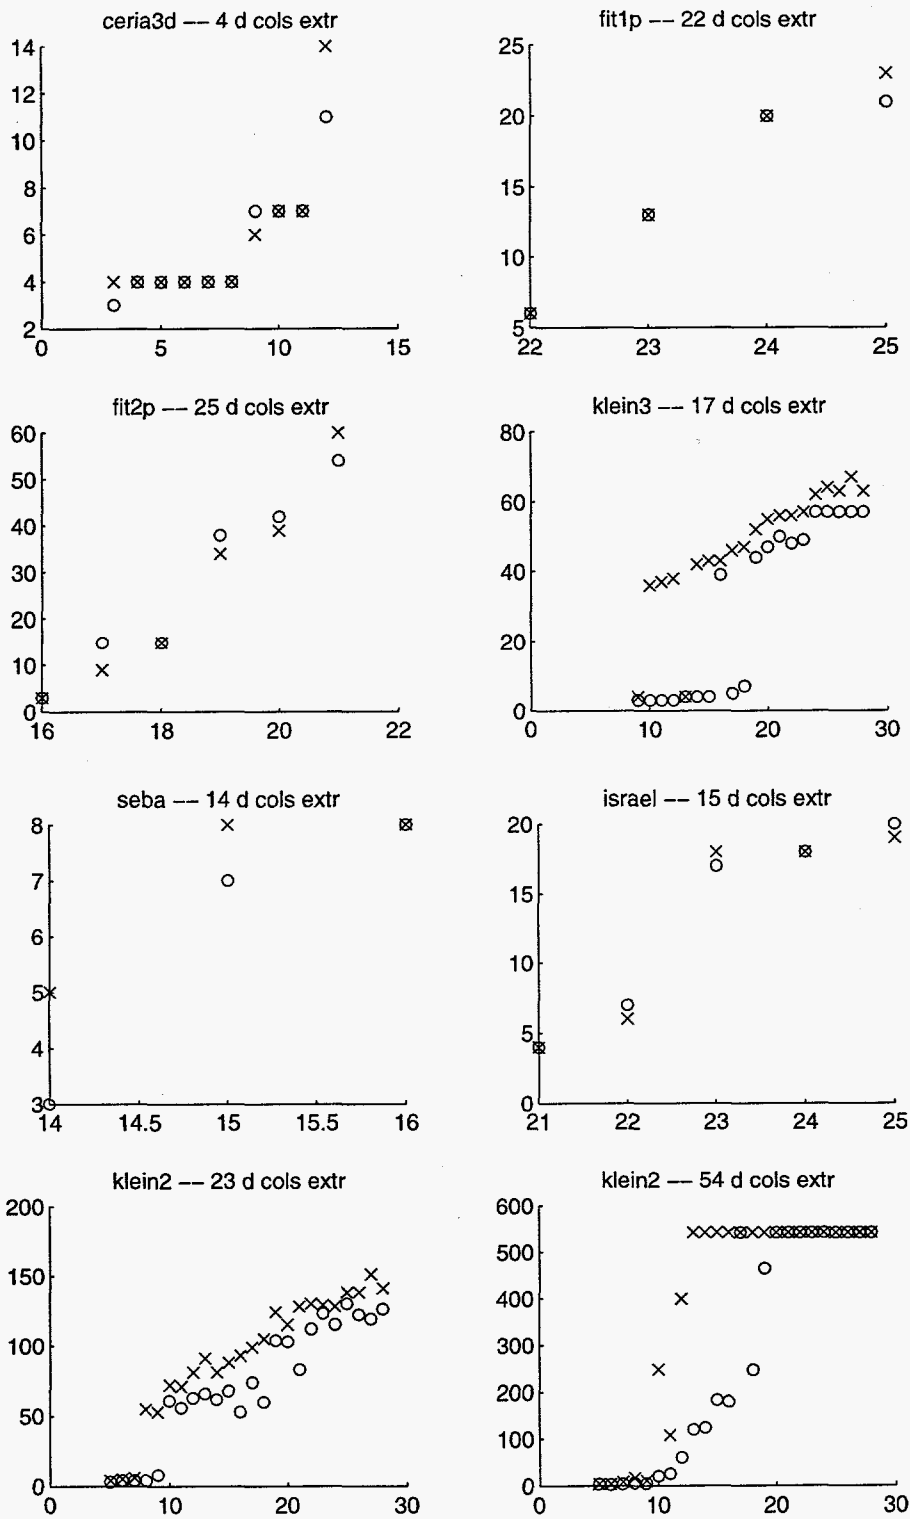 ceria3d –– 4 d cols extr
14
12
10
8
6
4
2
0 5 10 15
fit1p –– 22 d cols extr
25
20
15
10
5
22 23 24 25
fit2p –– 25 d cols extr
60
50
40
30
20
10
0
16 18 20 22
klein3 –– 17 d cols extr
80
60
40
20
0
0 10 20 30
seba –– 14 d cols extr
8
7
6
5
4
3
14 14.5 15 15.5 16
israel –– 15 d cols extr
20
15
10
5
0
21 22 23 24 25
klein2 –– 23 d cols extr
200
150
100
50
0
0 10 20 30
klein2 –– 54 d cols extr
600
500
400
300
200
100
0
0 10 20 30